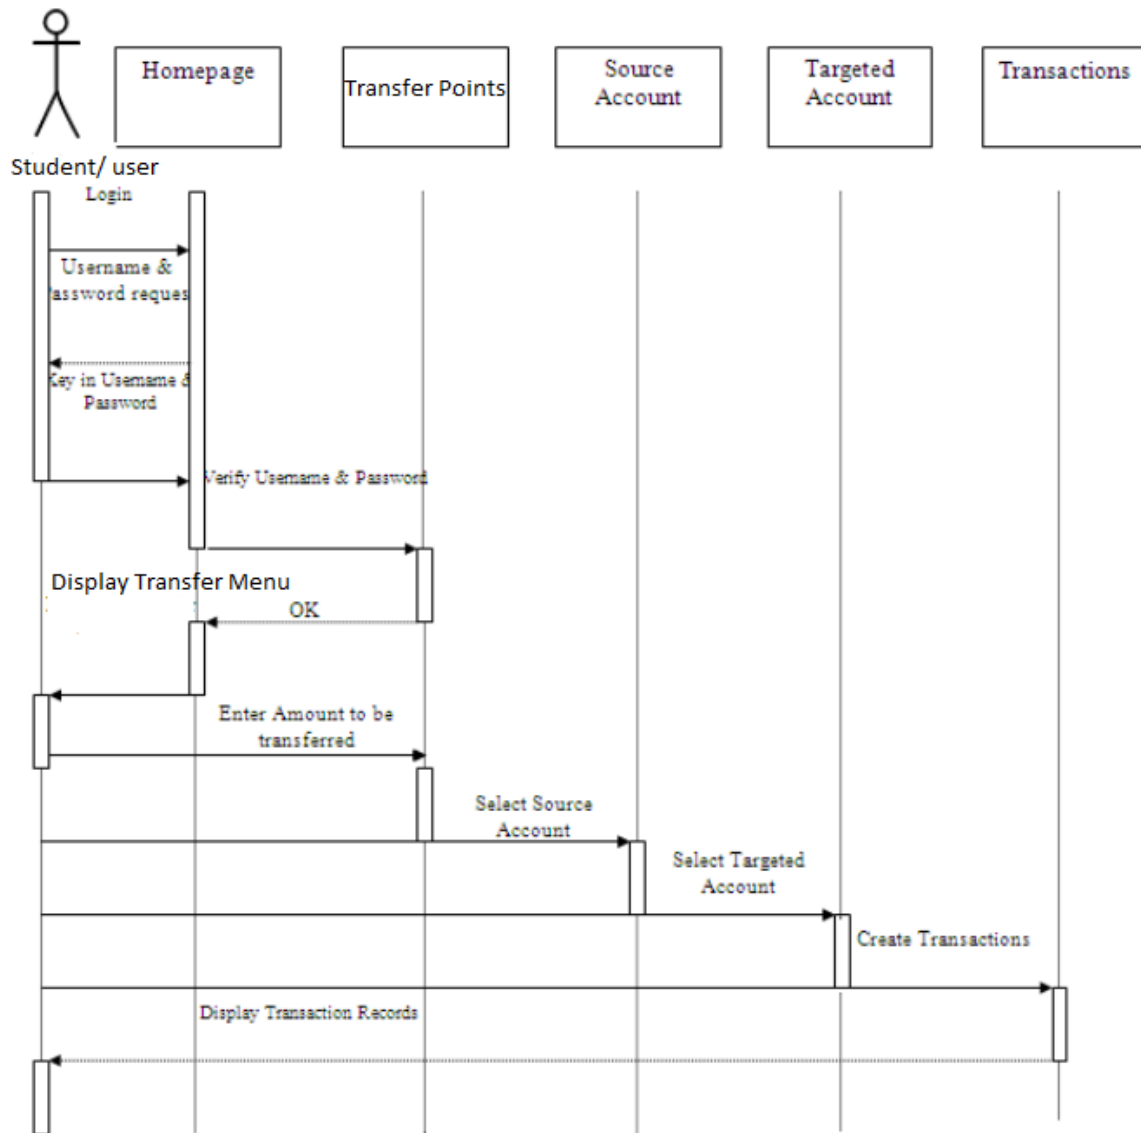 Homepage
Transfer Points
Source
Account
Targeted
Account
Transactions
Student/ user
Login
Username &
Password reques
Key in Username &
Password
Verify Username & Password
Display Transfer Menu
OK
Enter Amount to be
transferred
Select Source
Account
Select Targeted
Account
Create Transactions
Display Transaction Records